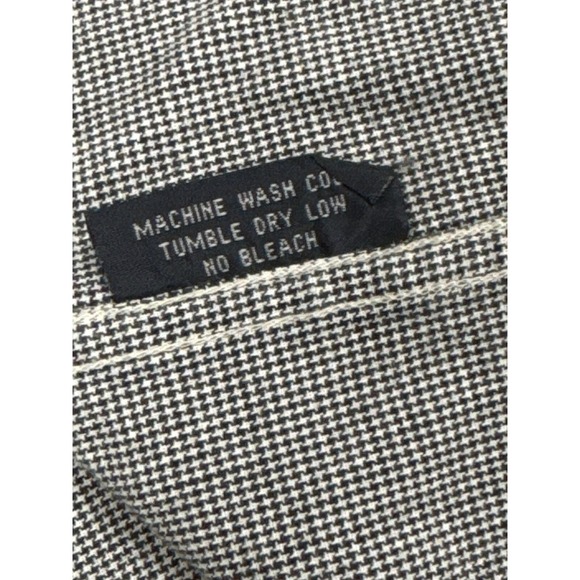 MACHINE WASH CO
TUMBLE DRY LOW
NO BLEACH